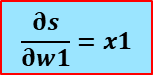 ∂s/∂w1 = x1